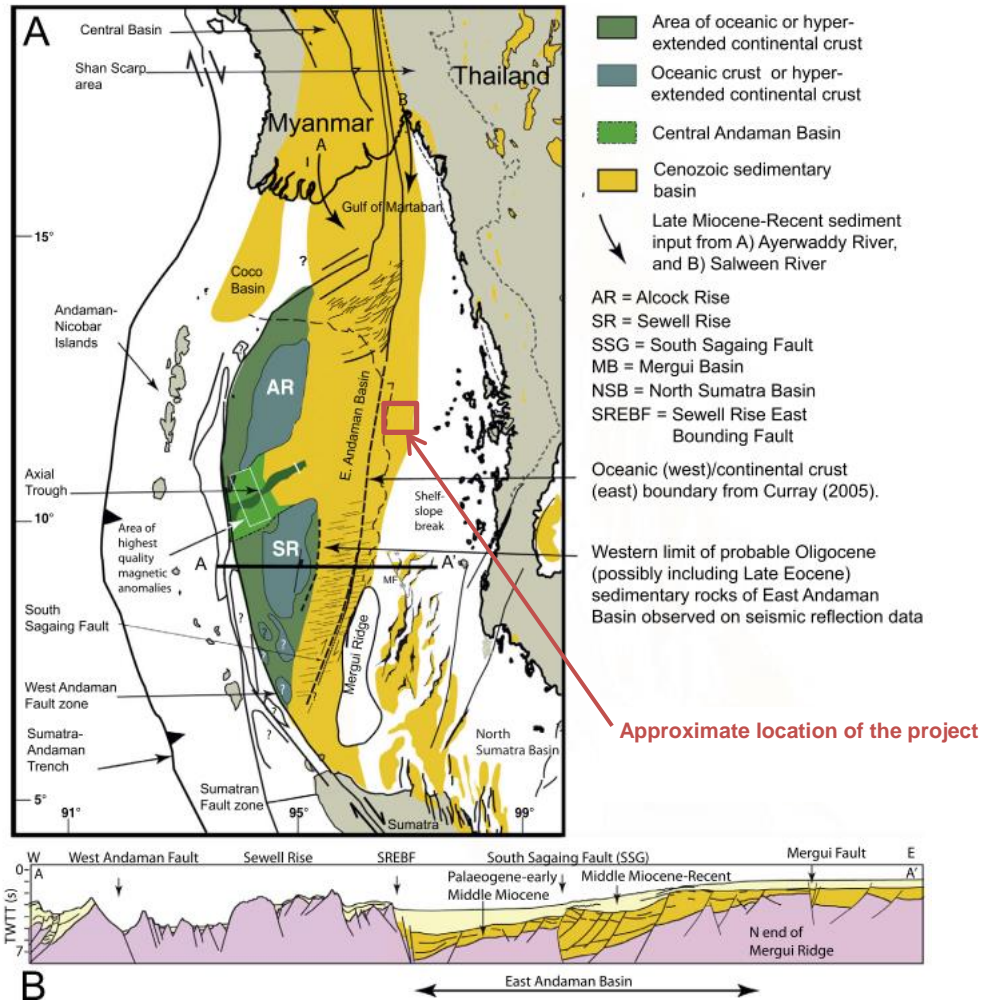 A
Central Basin
Shan Scarp
area
Thailand
B
Myanmar
A
Gulf of Martaban
15°
?
Coco
Basin
Andaman-
Nicobar
Islands
?
AR
E. Andaman Basin
Axial
Trough
Shelf-
slope
break
10°
Area of
highest
quality
magnetic
anomalies
SR
A
A'
MF
South
Sagaing Fault
?
?
?
?
Mergui Ridge
West Andaman
Fault zone
?
?
?
Sumatra-
Andaman
Trench
North
Sumatra Basin
Sumatran
Fault zone
5°
91°
95°
99°
Sumatra
Area of oceanic or hyper-
extended continental crust
Oceanic crust or hyper-
extended continental crust
Central Andaman Basin
Cenozoic sedimentary
basin
Late Miocene-Recent sediment
input from A) Ayerwaddy River,
and B) Salween River
AR = Alcock Rise
SR = Sewell Rise
SSG = South Sagaing Fault
MB = Mergui Basin
NSB = North Sumatra Basin
SREBF = Sewell Rise East
Bounding Fault
Oceanic (west)/continental crust
(east) boundary from Curray (2005).
Western limit of probable Oligocene
(possibly including Late Eocene)
sedimentary rocks of East Andaman
Basin observed on seismic reflection data
Approximate location of the project
W
West Andaman Fault
Sewell Rise
SREBF
South Sagaing Fault (SSG)
Mergui Fault
E
0
A
A'
Palaeogene-early
Middle Miocene
Middle Miocene-Recent
TWTT (s)
7
N end of
Mergui Ridge
B
East Andaman Basin